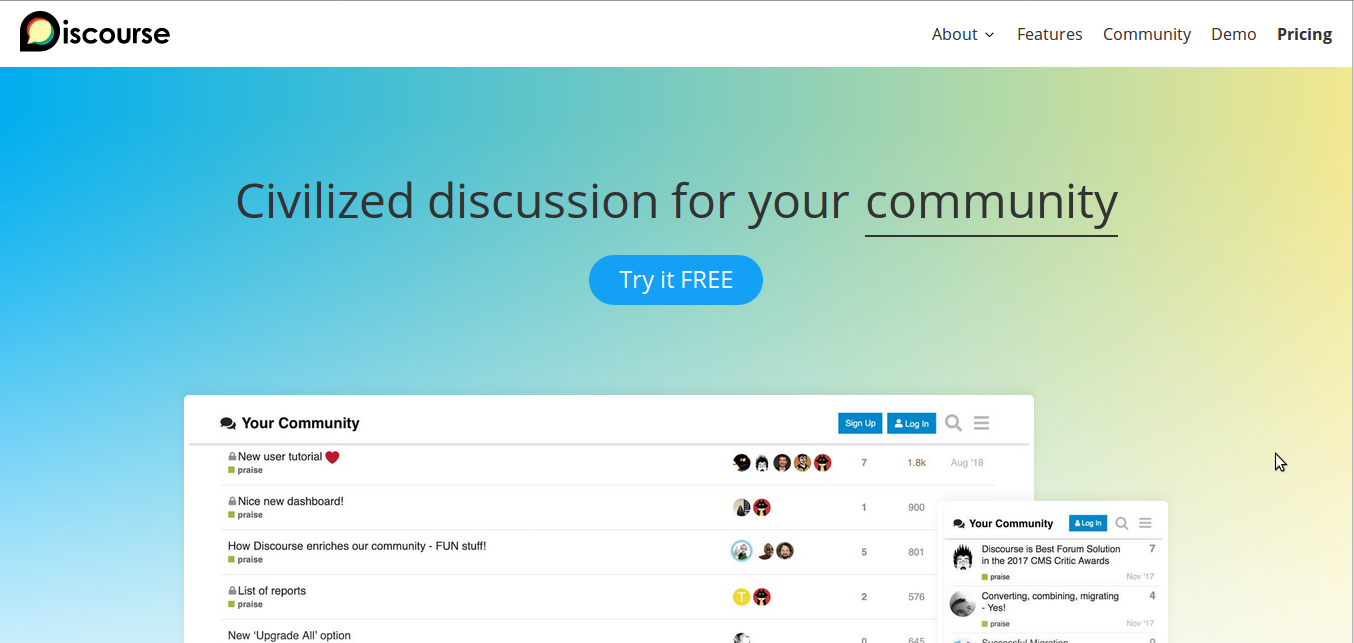 Discourse
About Features Community Demo Pricing
Civilized discussion for your community
Try it FREE
Your Community Sign Up Log In
New user tutorial 7 1.8k Aug '18
praise
Nice new dashboard! 1 900
praise
How Discourse enriches our community - FUN stuff! 5 801
praise
List of reports T 2 576
praise
New ‘Upgrade All’ option 0 645
Your Community Log In
Discourse is Best Forum Solution 7
in the 2017 CMS Critic Awards
praise Nov '17
Converting, combining, migrating 4
- Yes!
praise Nov '17
Successful Migration 0